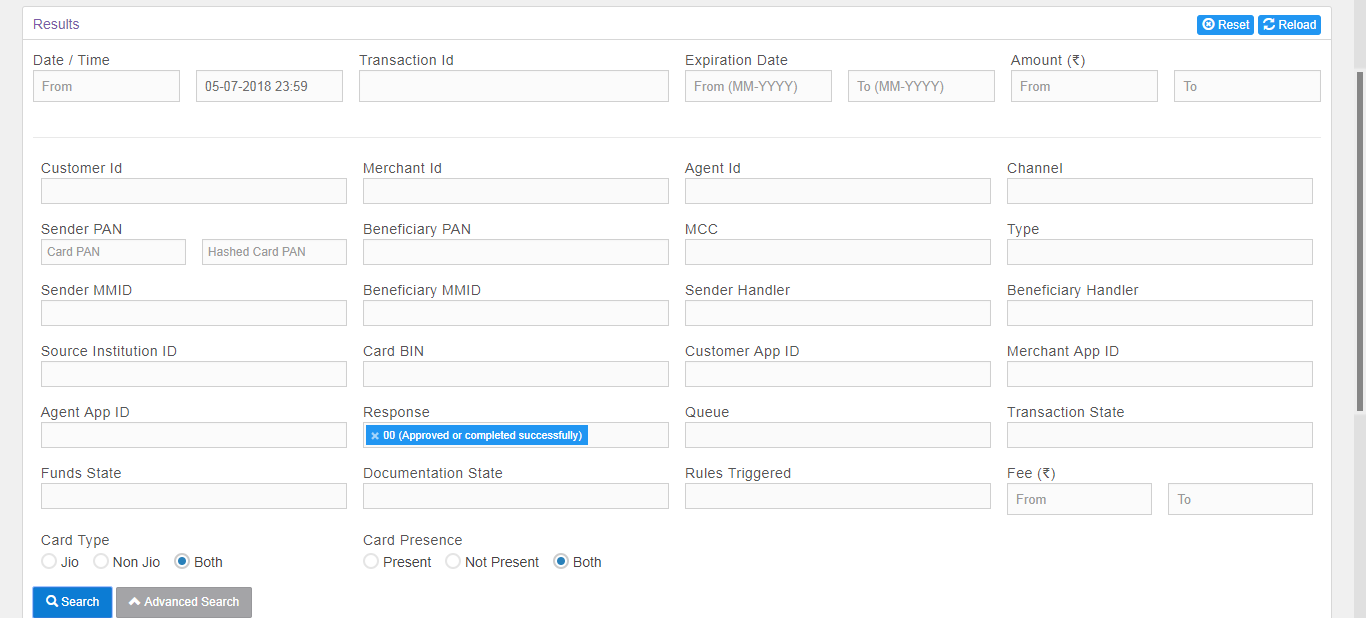 Results Reset Reload
Date / Time Transaction Id Expiration Date Amount (₹)
From 05-07-2018 23:59 From (MM-YYYY) To (MM-YYYY) From To
Customer Id Merchant Id Agent Id Channel
Sender PAN Beneficiary PAN MCC Type
Card PAN Hashed Card PAN
Sender MMID Beneficiary MMID Sender Handler Beneficiary Handler
Source Institution ID Card BIN Customer App ID Merchant App ID
Agent App ID Response Queue Transaction State
× 00 (Approved or completed successfully)
Funds State Documentation State Rules Triggered Fee (₹)
From To
Card Type Card Presence
Jio Non Jio Both Present Not Present Both
Search Advanced Search